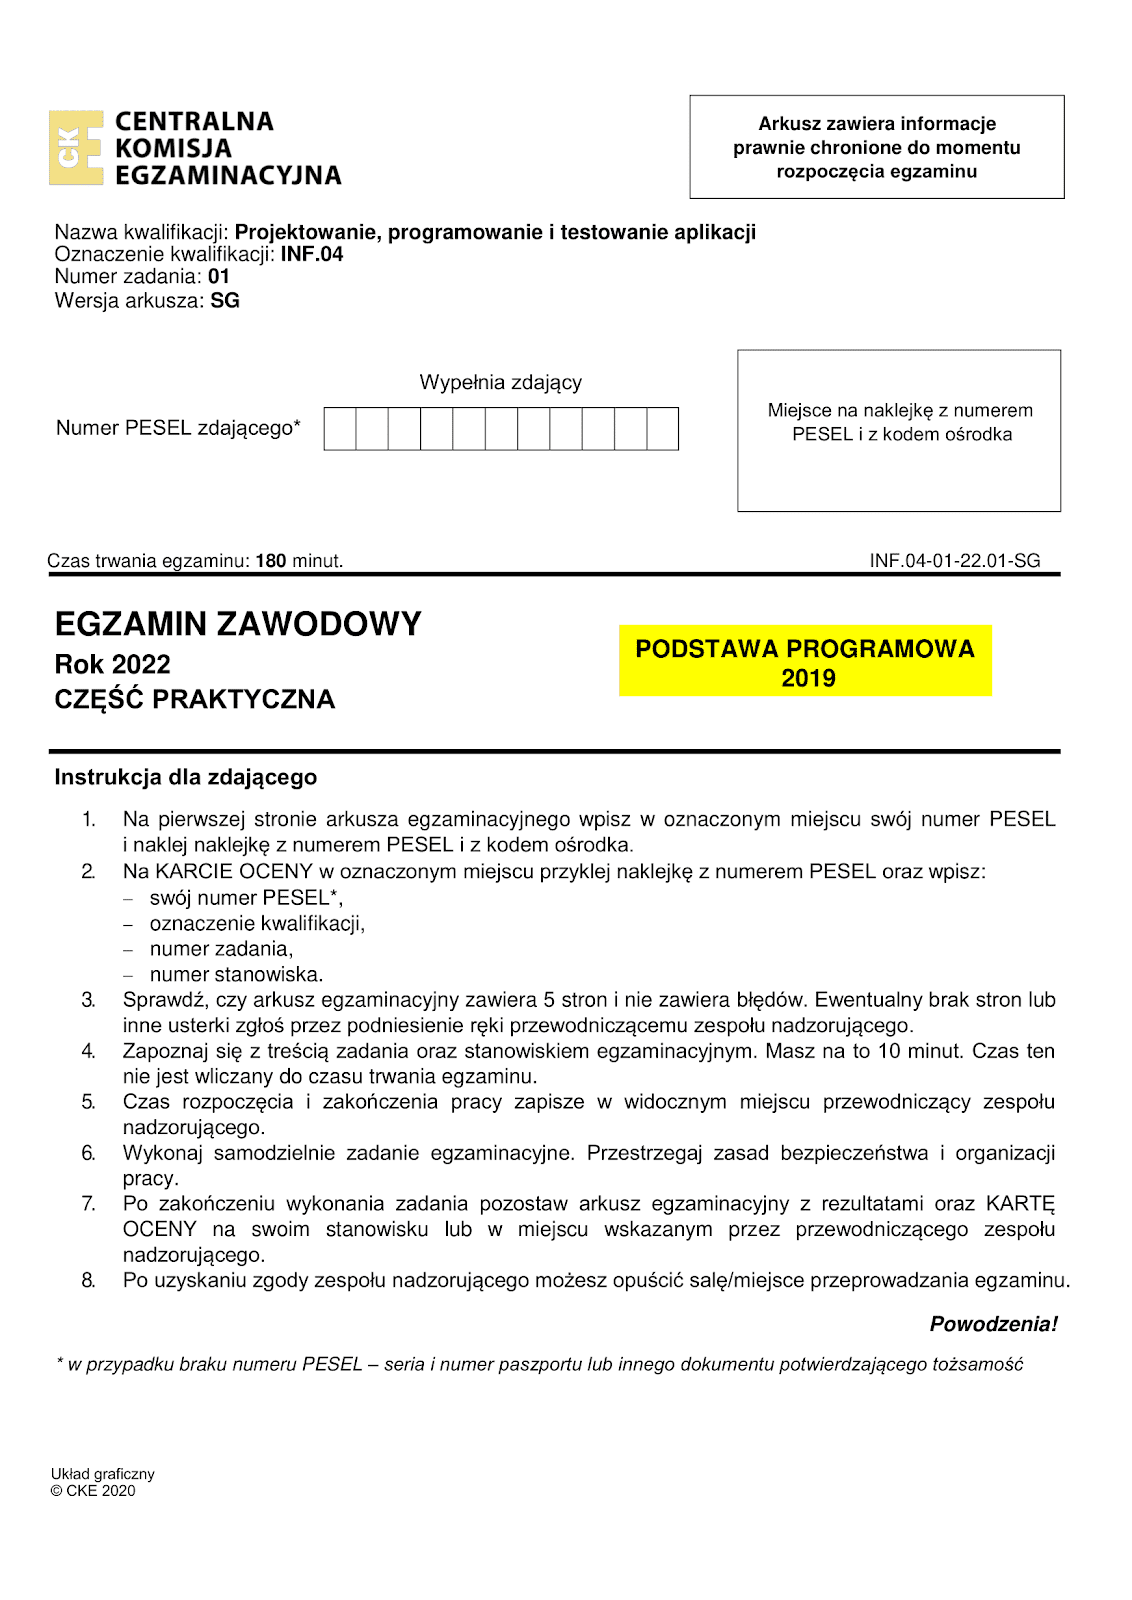 CK
CENTRALNA
KOMISJA
EGZAMINACYJNA
Arkusz zawiera informacje
prawnie chronione do momentu
rozpoczęcia egzaminu
Nazwa kwalifikacji: Projektowanie, programowanie i testowanie aplikacji
Oznaczenie kwalifikacji: INF.04
Numer zadania: 01
Wersja arkusza: SG
Wypełnia zdający
Numer PESEL zdającego*
Miejsce na naklejkę z numerem
PESEL i z kodem ośrodka
Czas trwania egzaminu: 180 minut.
INF.04-01-22.01-SG
EGZAMIN ZAWODOWY
Rok 2022
CZĘŚĆ PRAKTYCZNA
PODSTAWA PROGRAMOWA
2019
Instrukcja dla zdającego
1. Na pierwszej stronie arkusza egzaminacyjnego wpisz w oznaczonym miejscu swój numer PESEL
i naklej naklejkę z numerem PESEL i z kodem ośrodka.
2. Na KARCIE OCENY w oznaczonym miejscu przyklej naklejkę z numerem PESEL oraz wpisz:
– swój numer PESEL*,
– oznaczenie kwalifikacji,
– numer zadania,
– numer stanowiska.
3. Sprawdź, czy arkusz egzaminacyjny zawiera 5 stron i nie zawiera błędów. Ewentualny brak stron lub
inne usterki zgłoś przez podniesienie ręki przewodniczącemu zespołu nadzorującego.
4. Zapoznaj się z treścią zadania oraz stanowiskiem egzaminacyjnym. Masz na to 10 minut. Czas ten
nie jest wliczany do czasu trwania egzaminu.
5. Czas rozpoczęcia i zakończenia pracy zapisze w widocznym miejscu przewodniczący zespołu
nadzorującego.
6. Wykonaj samodzielnie zadanie egzaminacyjne. Przestrzegaj zasad bezpieczeństwa i organizacji
pracy.
7. Po zakończeniu wykonania zadania pozostaw arkusz egzaminacyjny z rezultatami oraz KARTĘ
OCENY na swoim stanowisku lub w miejscu wskazanym przez przewodniczącego zespołu
nadzorującego.
8. Po uzyskaniu zgody zespołu nadzorującego możesz opuścić salę/miejsce przeprowadzania egzaminu.
Powodzenia!
* w przypadku braku numeru PESEL – seria i numer paszportu lub innego dokumentu potwierdzającego tożsamość
Układ graficzny
© CKE 2020